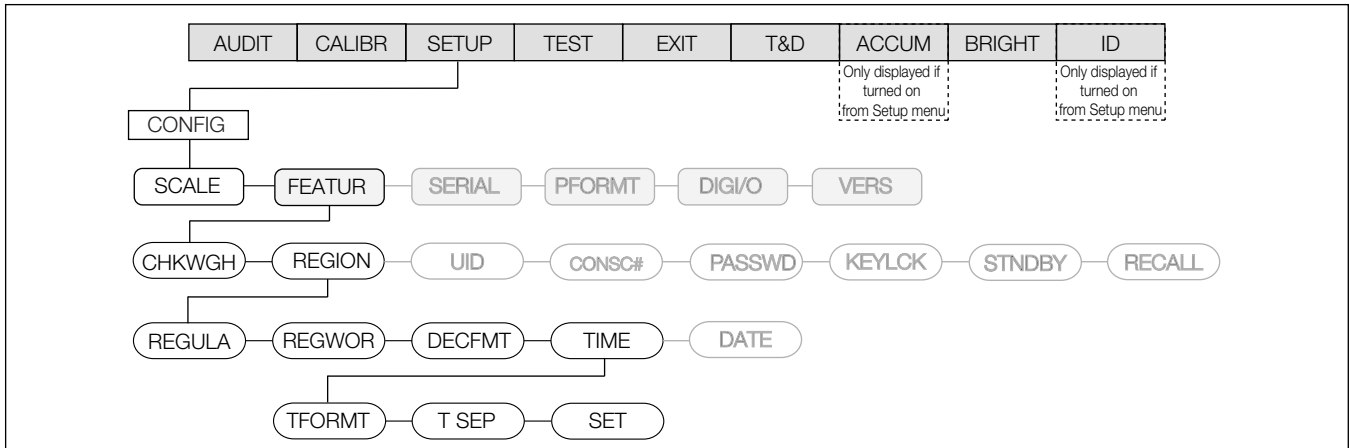 AUDIT CALIBR SETUP TEST EXIT T&D ACCUM BRIGHT ID
Only displayed if
turned on
from Setup menu
Only displayed if
turned on
from Setup menu
CONFIG
SCALE FEATUR SERIAL PFORMT DIGI/O VERS
CHKWGH REGION UID CONSC# PASSWD KEYLCK STNDBY RECALL
REGULA REGWOR DECFMT TIME DATE
TFORMT T SEP SET